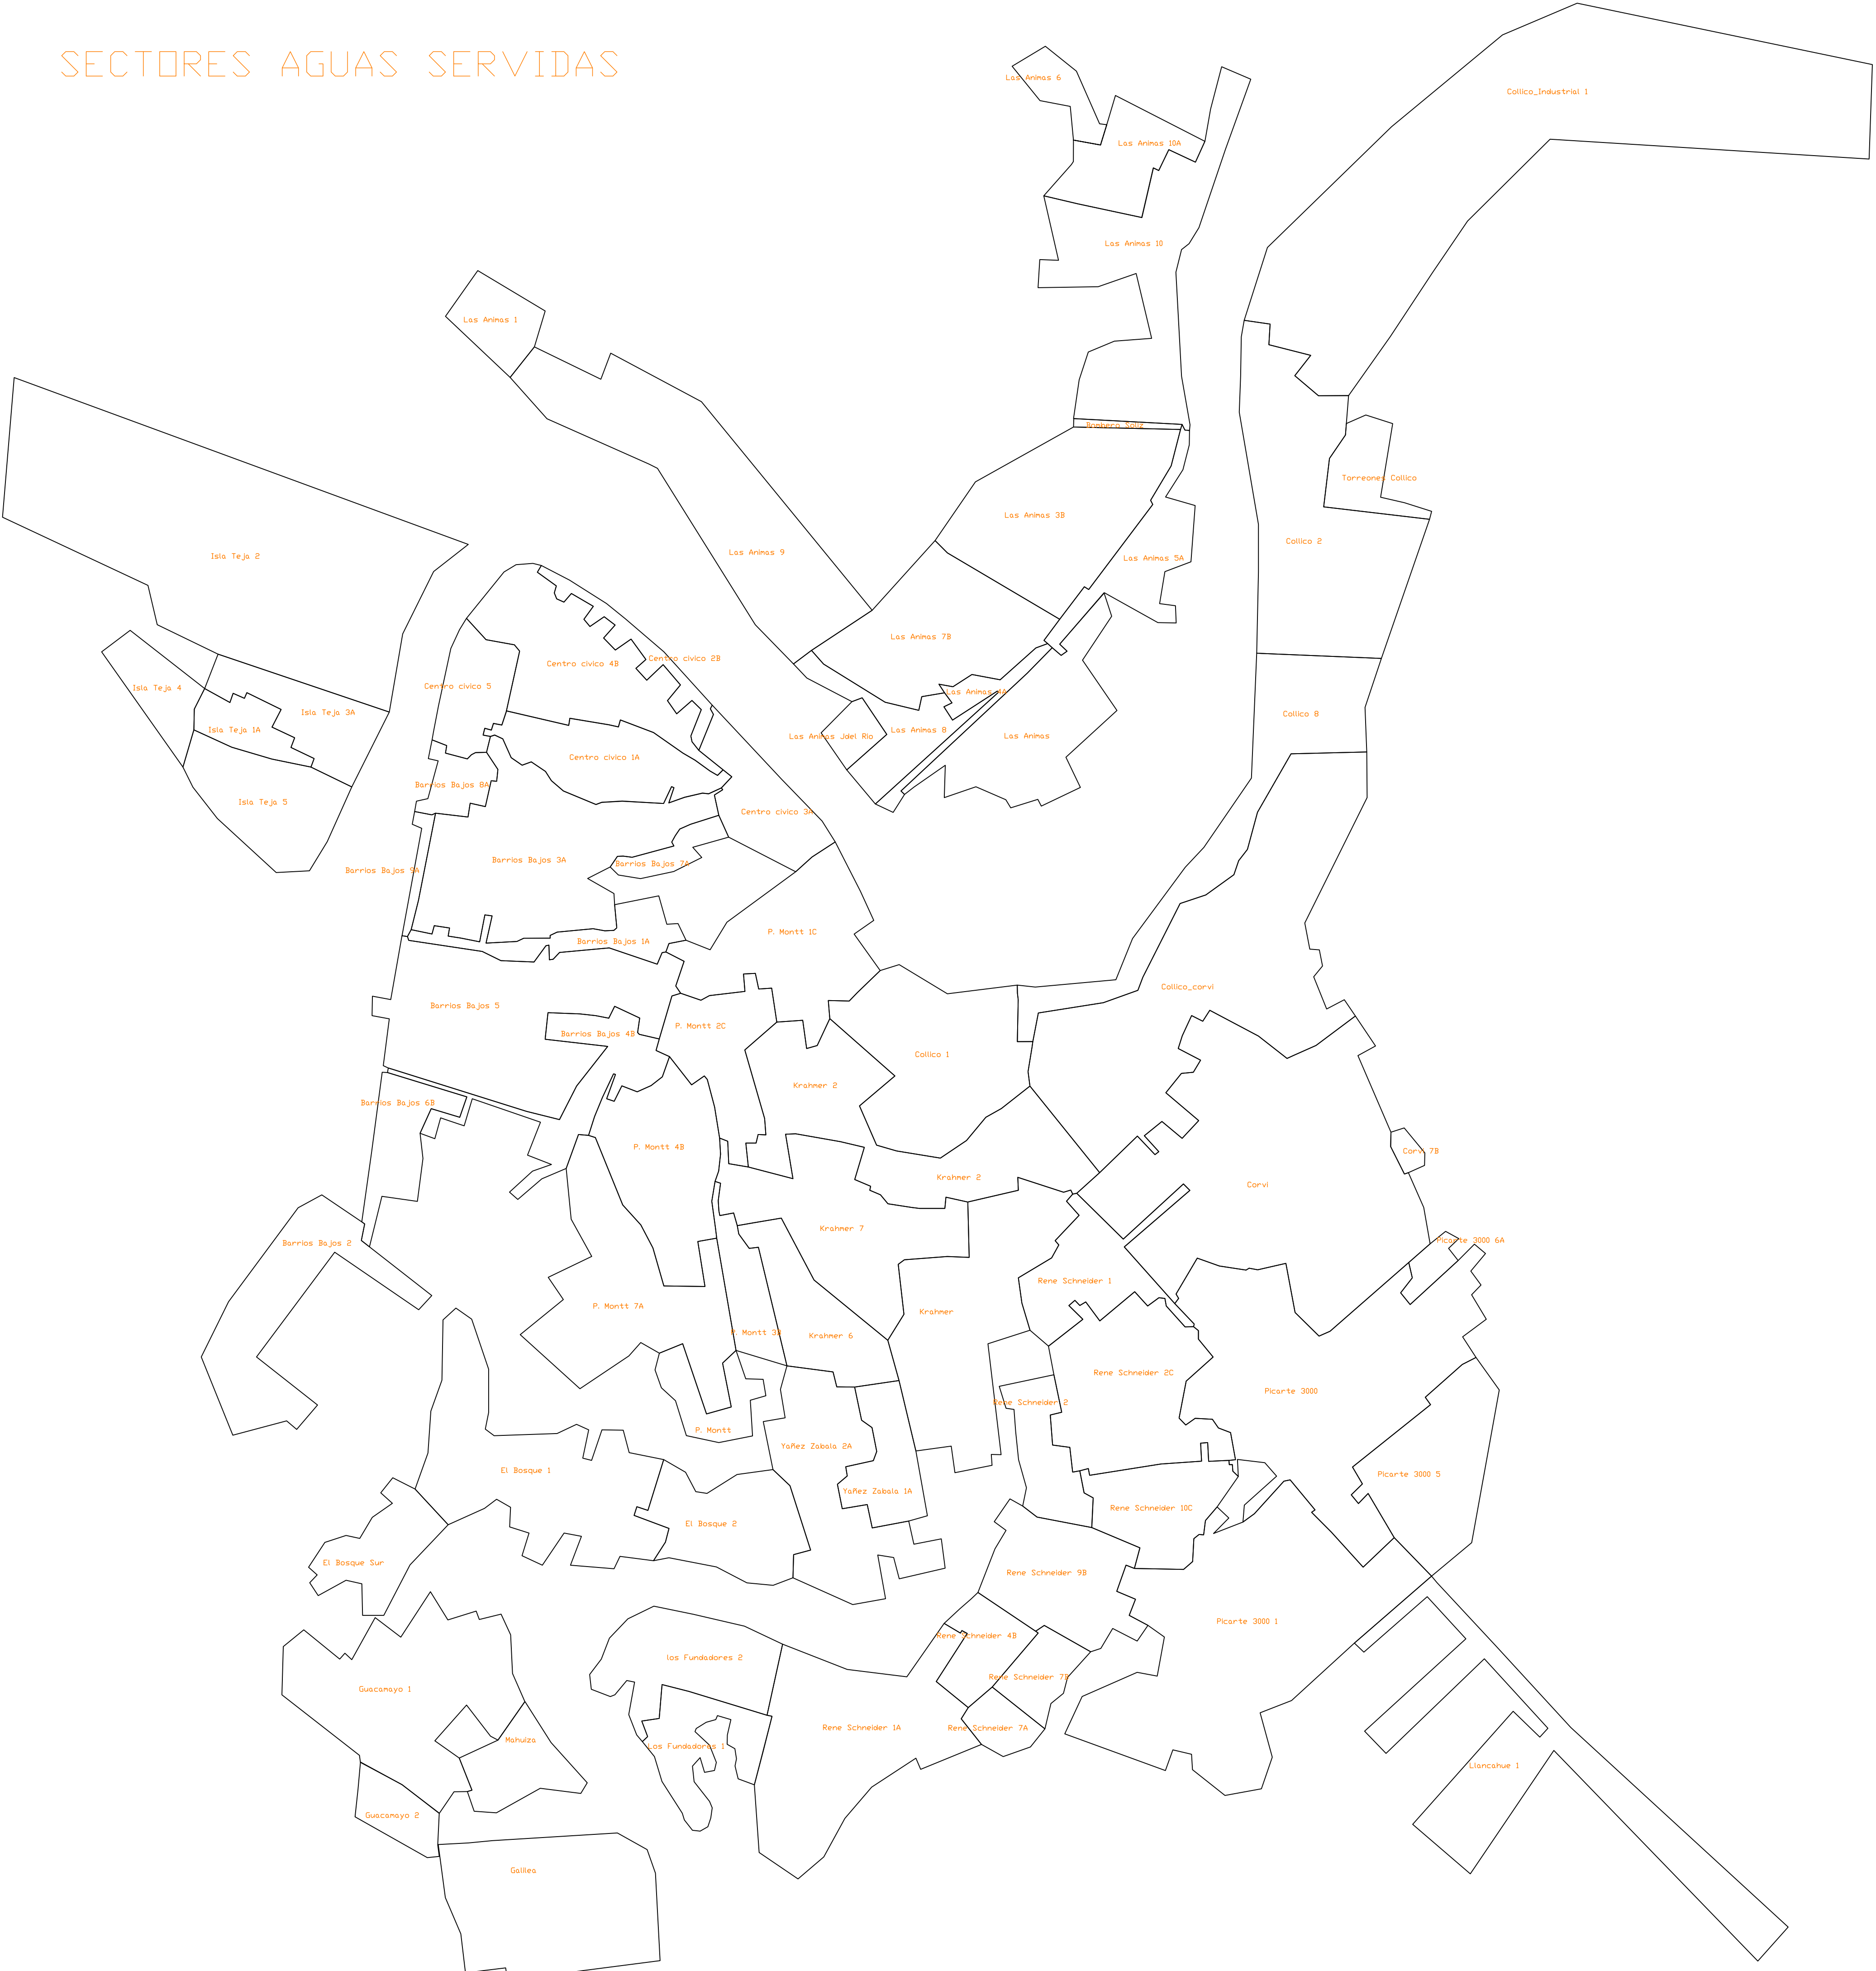 SECTORES AGUAS SERVIDAS
Las Animas 6
Collico_Industrial 1
Las Animas 10A
Las Animas 10
Las Animas 1
Bombero Soliz
Torreones Collico
Las Animas 3B
Collico 2
Isla Teja 2
Las Animas 9
Las Animas 5A
Las Animas 7B
Centro civico 2B
Centro civico 4B
Isla Teja 4
Centro civico 5
Las Animas 4A
Isla Teja 3A
Collico 8
Isla Teja 1A
Las Animas 8
Las Animas Jdel Rio
Las Animas
Centro civico 1A
Barrios Bajos 8A
Isla Teja 5
Centro civico 3A
Barrios Bajos 3A
Barrios Bajos 7A
Barrios Bajos 9A
P. Montt 1C
Barrios Bajos 1A
Collico_corvi
Barrios Bajos 5
P. Montt 2C
Barrios Bajos 4B
Collico 1
Krahmer 2
Barrios Bajos 6B
P. Montt 4B
Corvi 7B
Krahmer 2
Corvi
Krahmer 7
Picarte 3000 6A
Barrios Bajos 2
Rene Schneider 1
P. Montt 7A
Krahmer
P. Montt 3B
Krahmer 6
Rene Schneider 2C
Picarte 3000
Rene Schneider 2
P. Montt
Yañez Zabala 2A
El Bosque 1
Picarte 3000 5
Yañez Zabala 1A
Rene Schneider 10C
El Bosque 2
El Bosque Sur
Rene Schneider 9B
Picarte 3000 1
Rene Schneider 4B
los Fundadores 2
Rene Schneider 7B
Guacamayo 1
Rene Schneider 1A
Rene Schneider 7A
Mahuiza
Los Fundadores 1
Llancahue 1
Guacamayo 2
Galilea